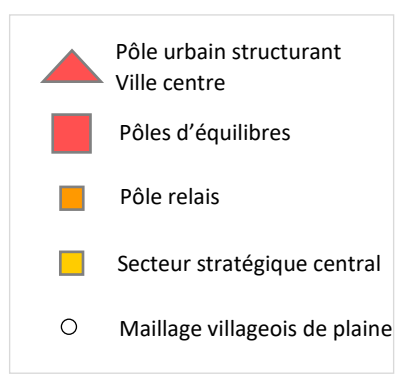 Pôle urbain structurant
Ville centre
Pôles d’équilibres
Pôle relais
Secteur stratégique central
Maillage villageois de plaine